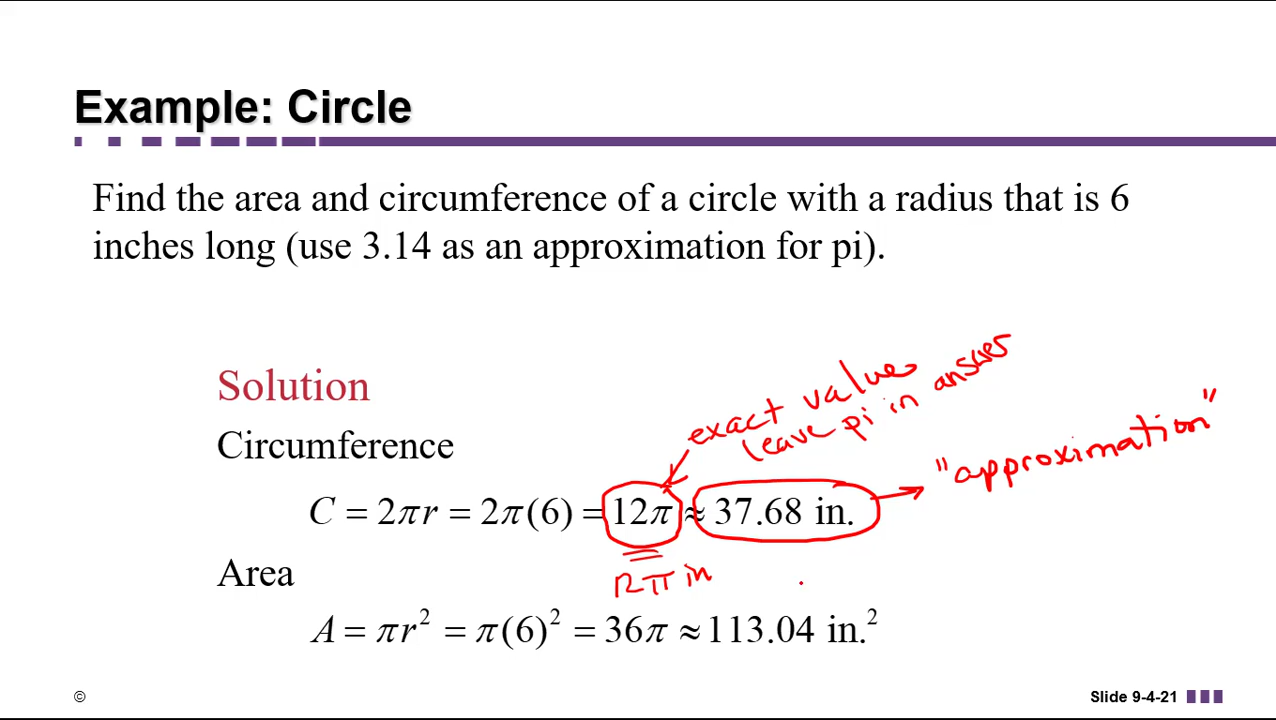 Example: Circle
Find the area and circumference of a circle with a radius that is 6
inches long (use 3.14 as an approximation for pi).
Solution
exact values
leave pi in answer
Circumference
"approximation"
C = 2πr = 2π(6) = 12π ≈ 37.68 in.
12π in
Area
A = πr² = π(6)² = 36π ≈ 113.04 in.²
©
Slide 9-4-21